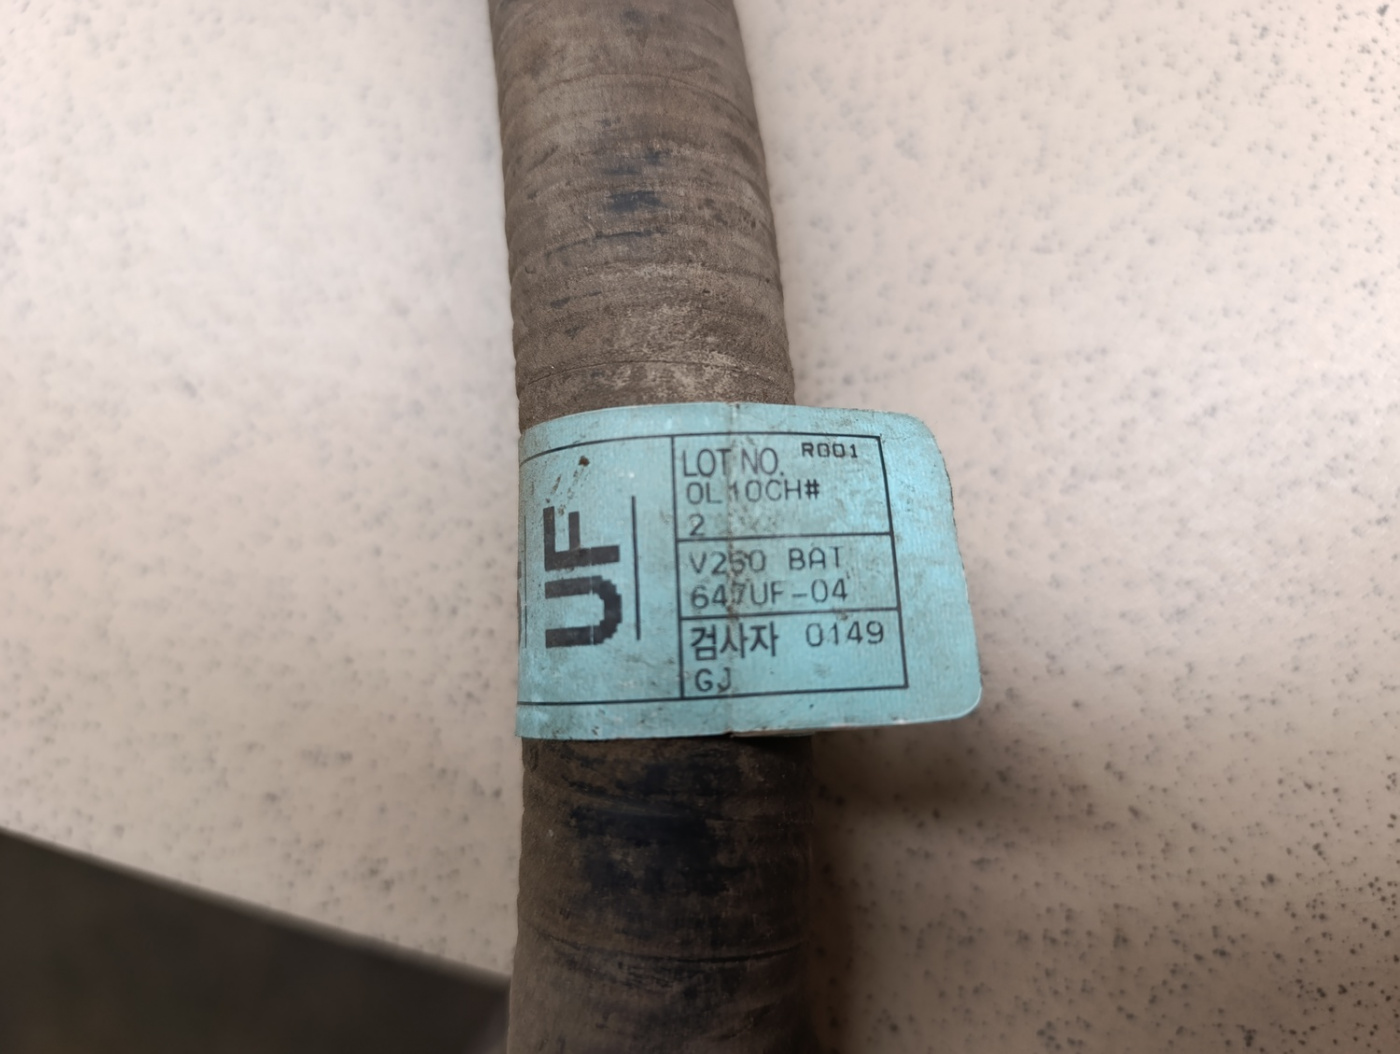 UF
LOT NO. R001
0L10CH#
2
V250 BAT
647UF-04
검사자 0149
GJ